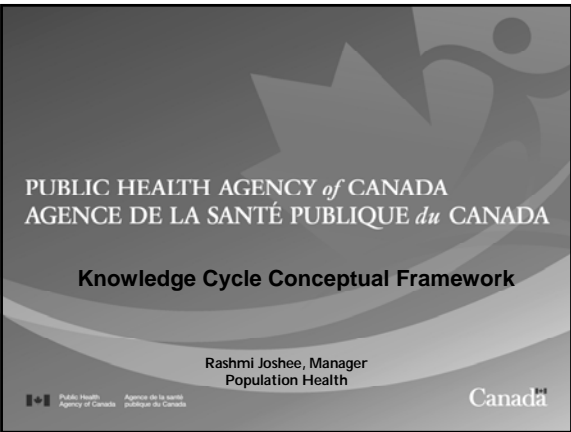 PUBLIC HEALTH AGENCY of CANADA
AGENCE DE LA SANTÉ PUBLIQUE du CANADA
Knowledge Cycle Conceptual Framework
Rashmi Joshee, Manager
Population Health
Public Health Agence de la santé
Agency of Canada publique du Canada
Canada